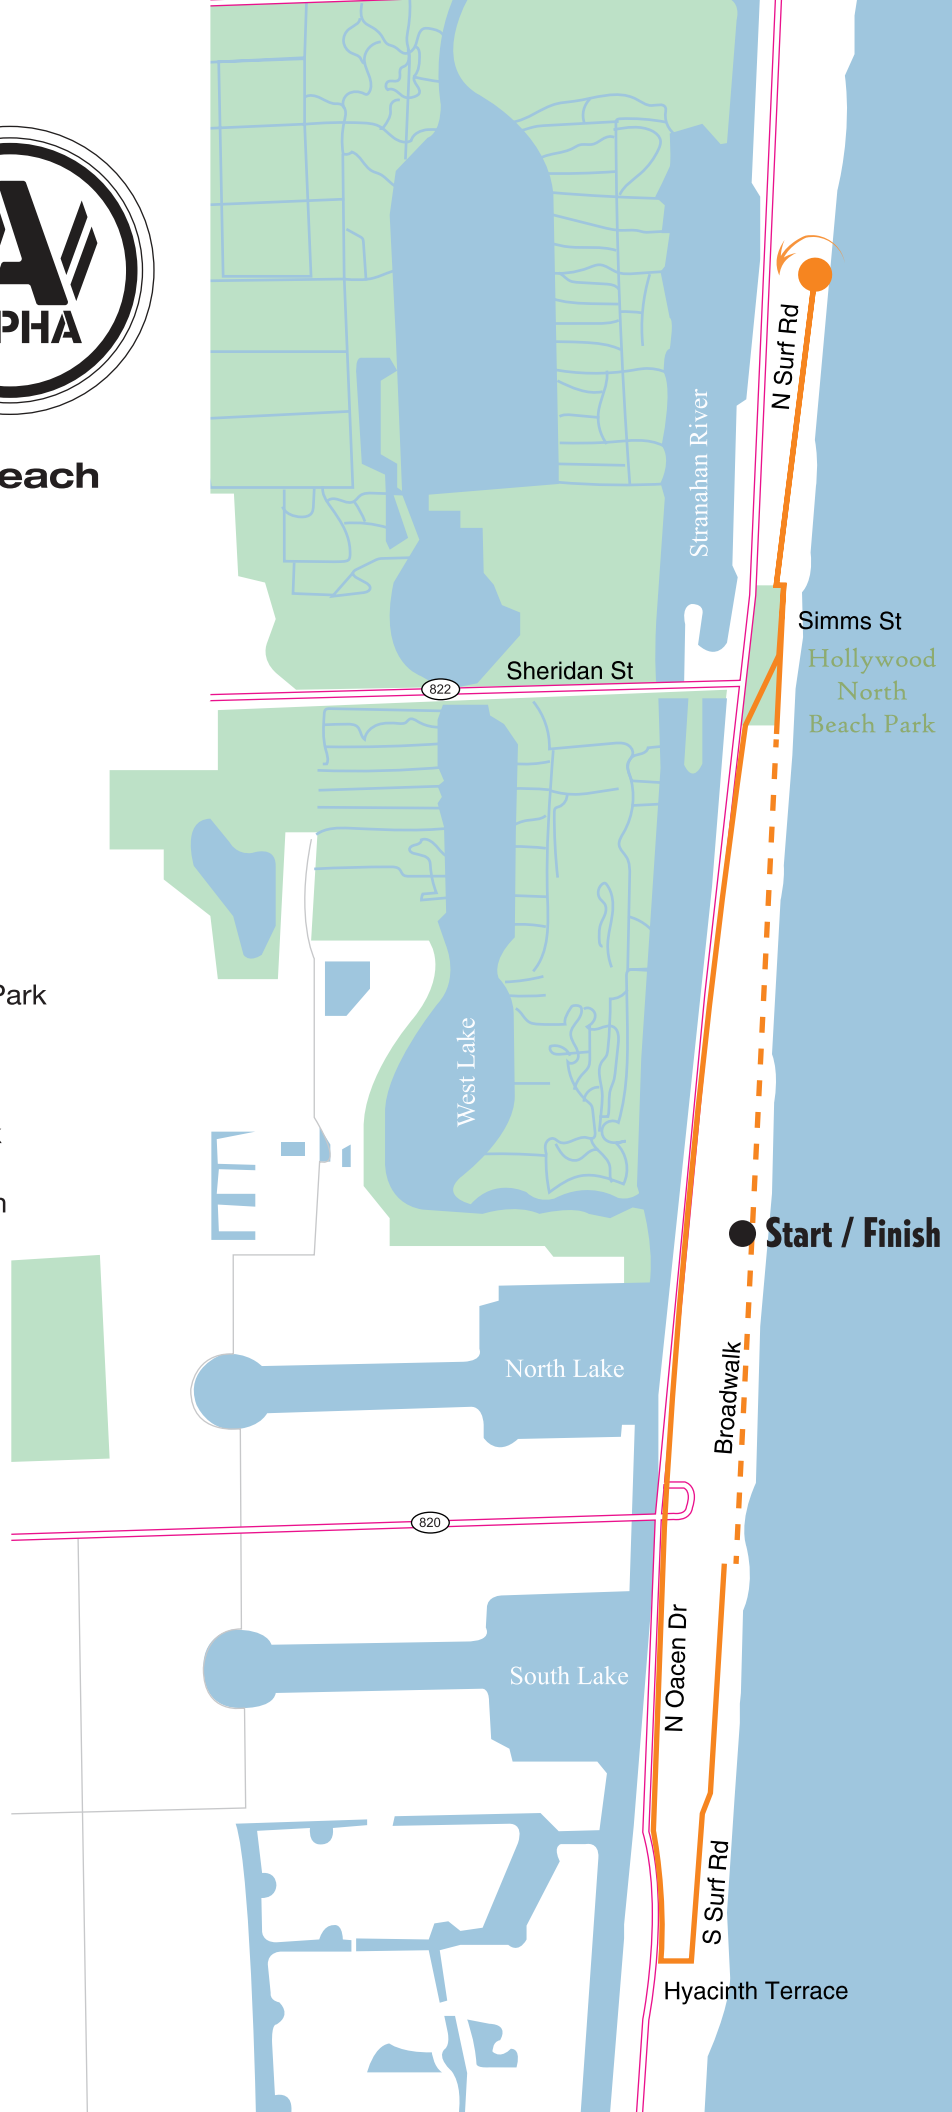 A
PHA
each
N Surf Rd
Stranahan River
Simms St
Hollywood
North
Beach Park
Sheridan St
822
Park
West Lake
Start / Finish
North Lake
Broadwalk
820
N Oacen Dr
South Lake
S Surf Rd
Hyacinth Terrace